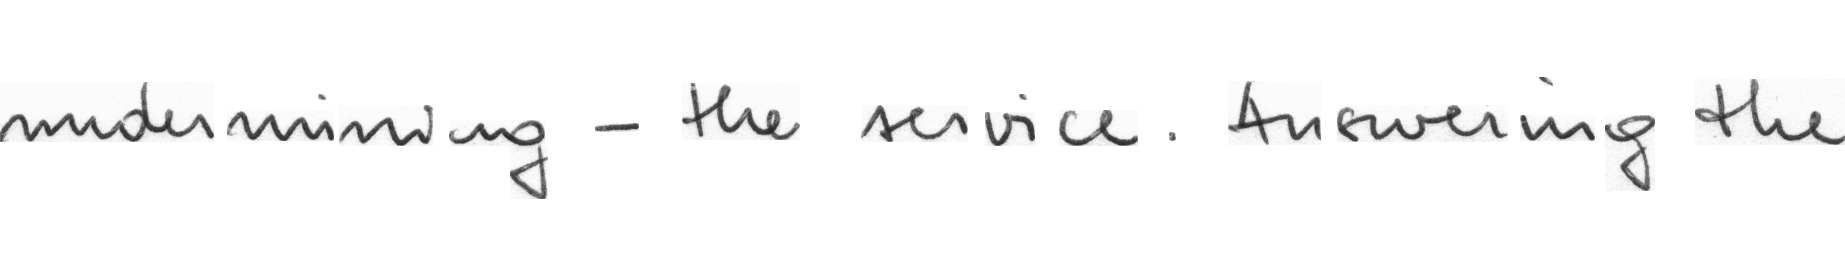 undermining - the service. Answering the